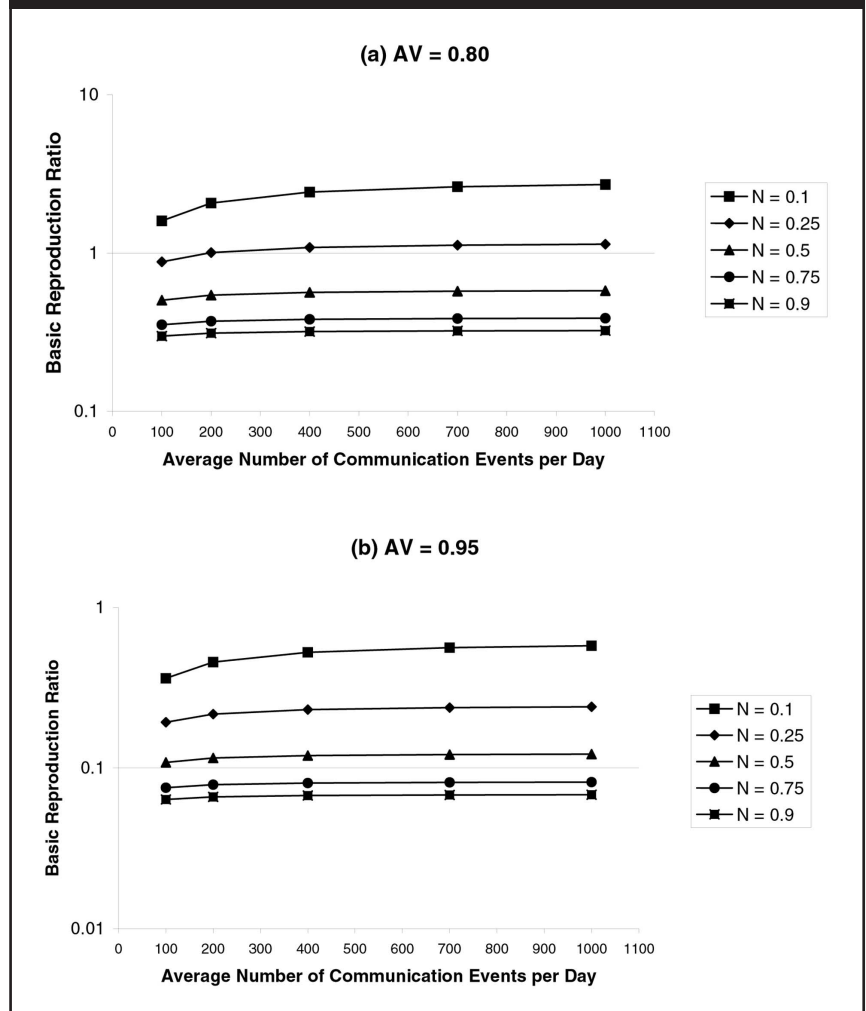 (a) AV = 0.80
10
1
0.1
Basic Reproduction Ratio
0 100 200 300 400 500 600 700 800 900 1000 1100
Average Number of Communication Events per Day
N = 0.1
N = 0.25
N = 0.5
N = 0.75
N = 0.9
(b) AV = 0.95
1
0.1
0.01
Basic Reproduction Ratio
0 100 200 300 400 500 600 700 800 900 1000 1100
Average Number of Communication Events per Day
N = 0.1
N = 0.25
N = 0.5
N = 0.75
N = 0.9